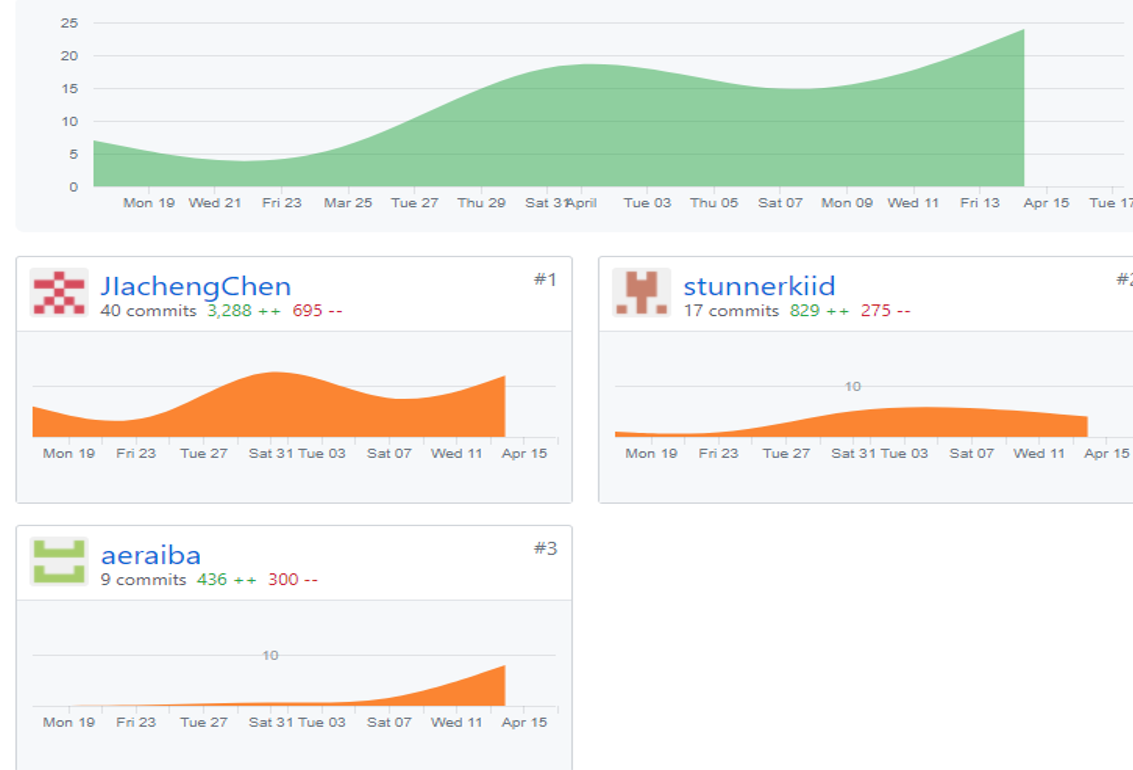 25
20
15
10
5
0
Mon 19 Wed 21 Fri 23 Mar 25 Tue 27 Thu 29 Sat 31 April Tue 03 Thu 05 Sat 07 Mon 09 Wed 11 Fri 13 Apr 15 Tue 17
JIachengChen #1
40 commits 3,288 ++ 695 --
Mon 19 Fri 23 Tue 27 Sat 31 Tue 03 Sat 07 Wed 11 Apr 15
stunnerkiid #2
17 commits 829 ++ 275 --
10
Mon 19 Fri 23 Tue 27 Sat 31 Tue 03 Sat 07 Wed 11 Apr 15
aeraiba #3
9 commits 436 ++ 300 --
10
Mon 19 Fri 23 Tue 27 Sat 31 Tue 03 Sat 07 Wed 11 Apr 15